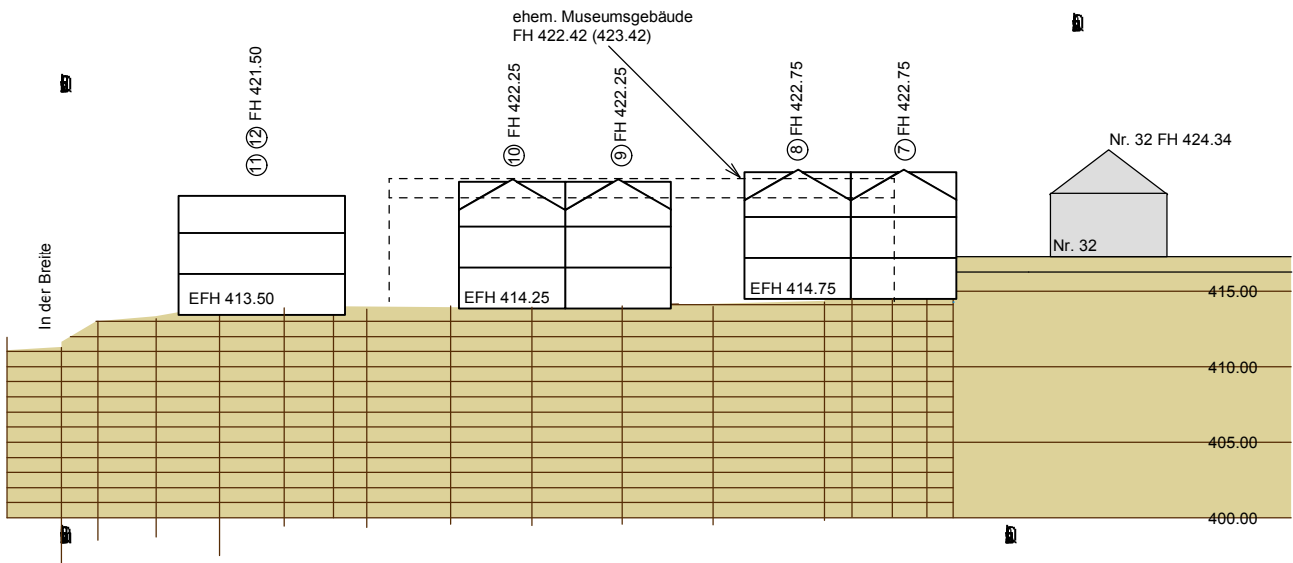 ehem. Museumsgebäude
FH 422.42 (423.42)
11 12 FH 421.50
10 FH 422.25
9 FH 422.25
8 FH 422.75
7 FH 422.75
Nr. 32 FH 424.34
Nr. 32
In der Breite
EFH 413.50
EFH 414.25
EFH 414.75
415.00
410.00
405.00
400.00